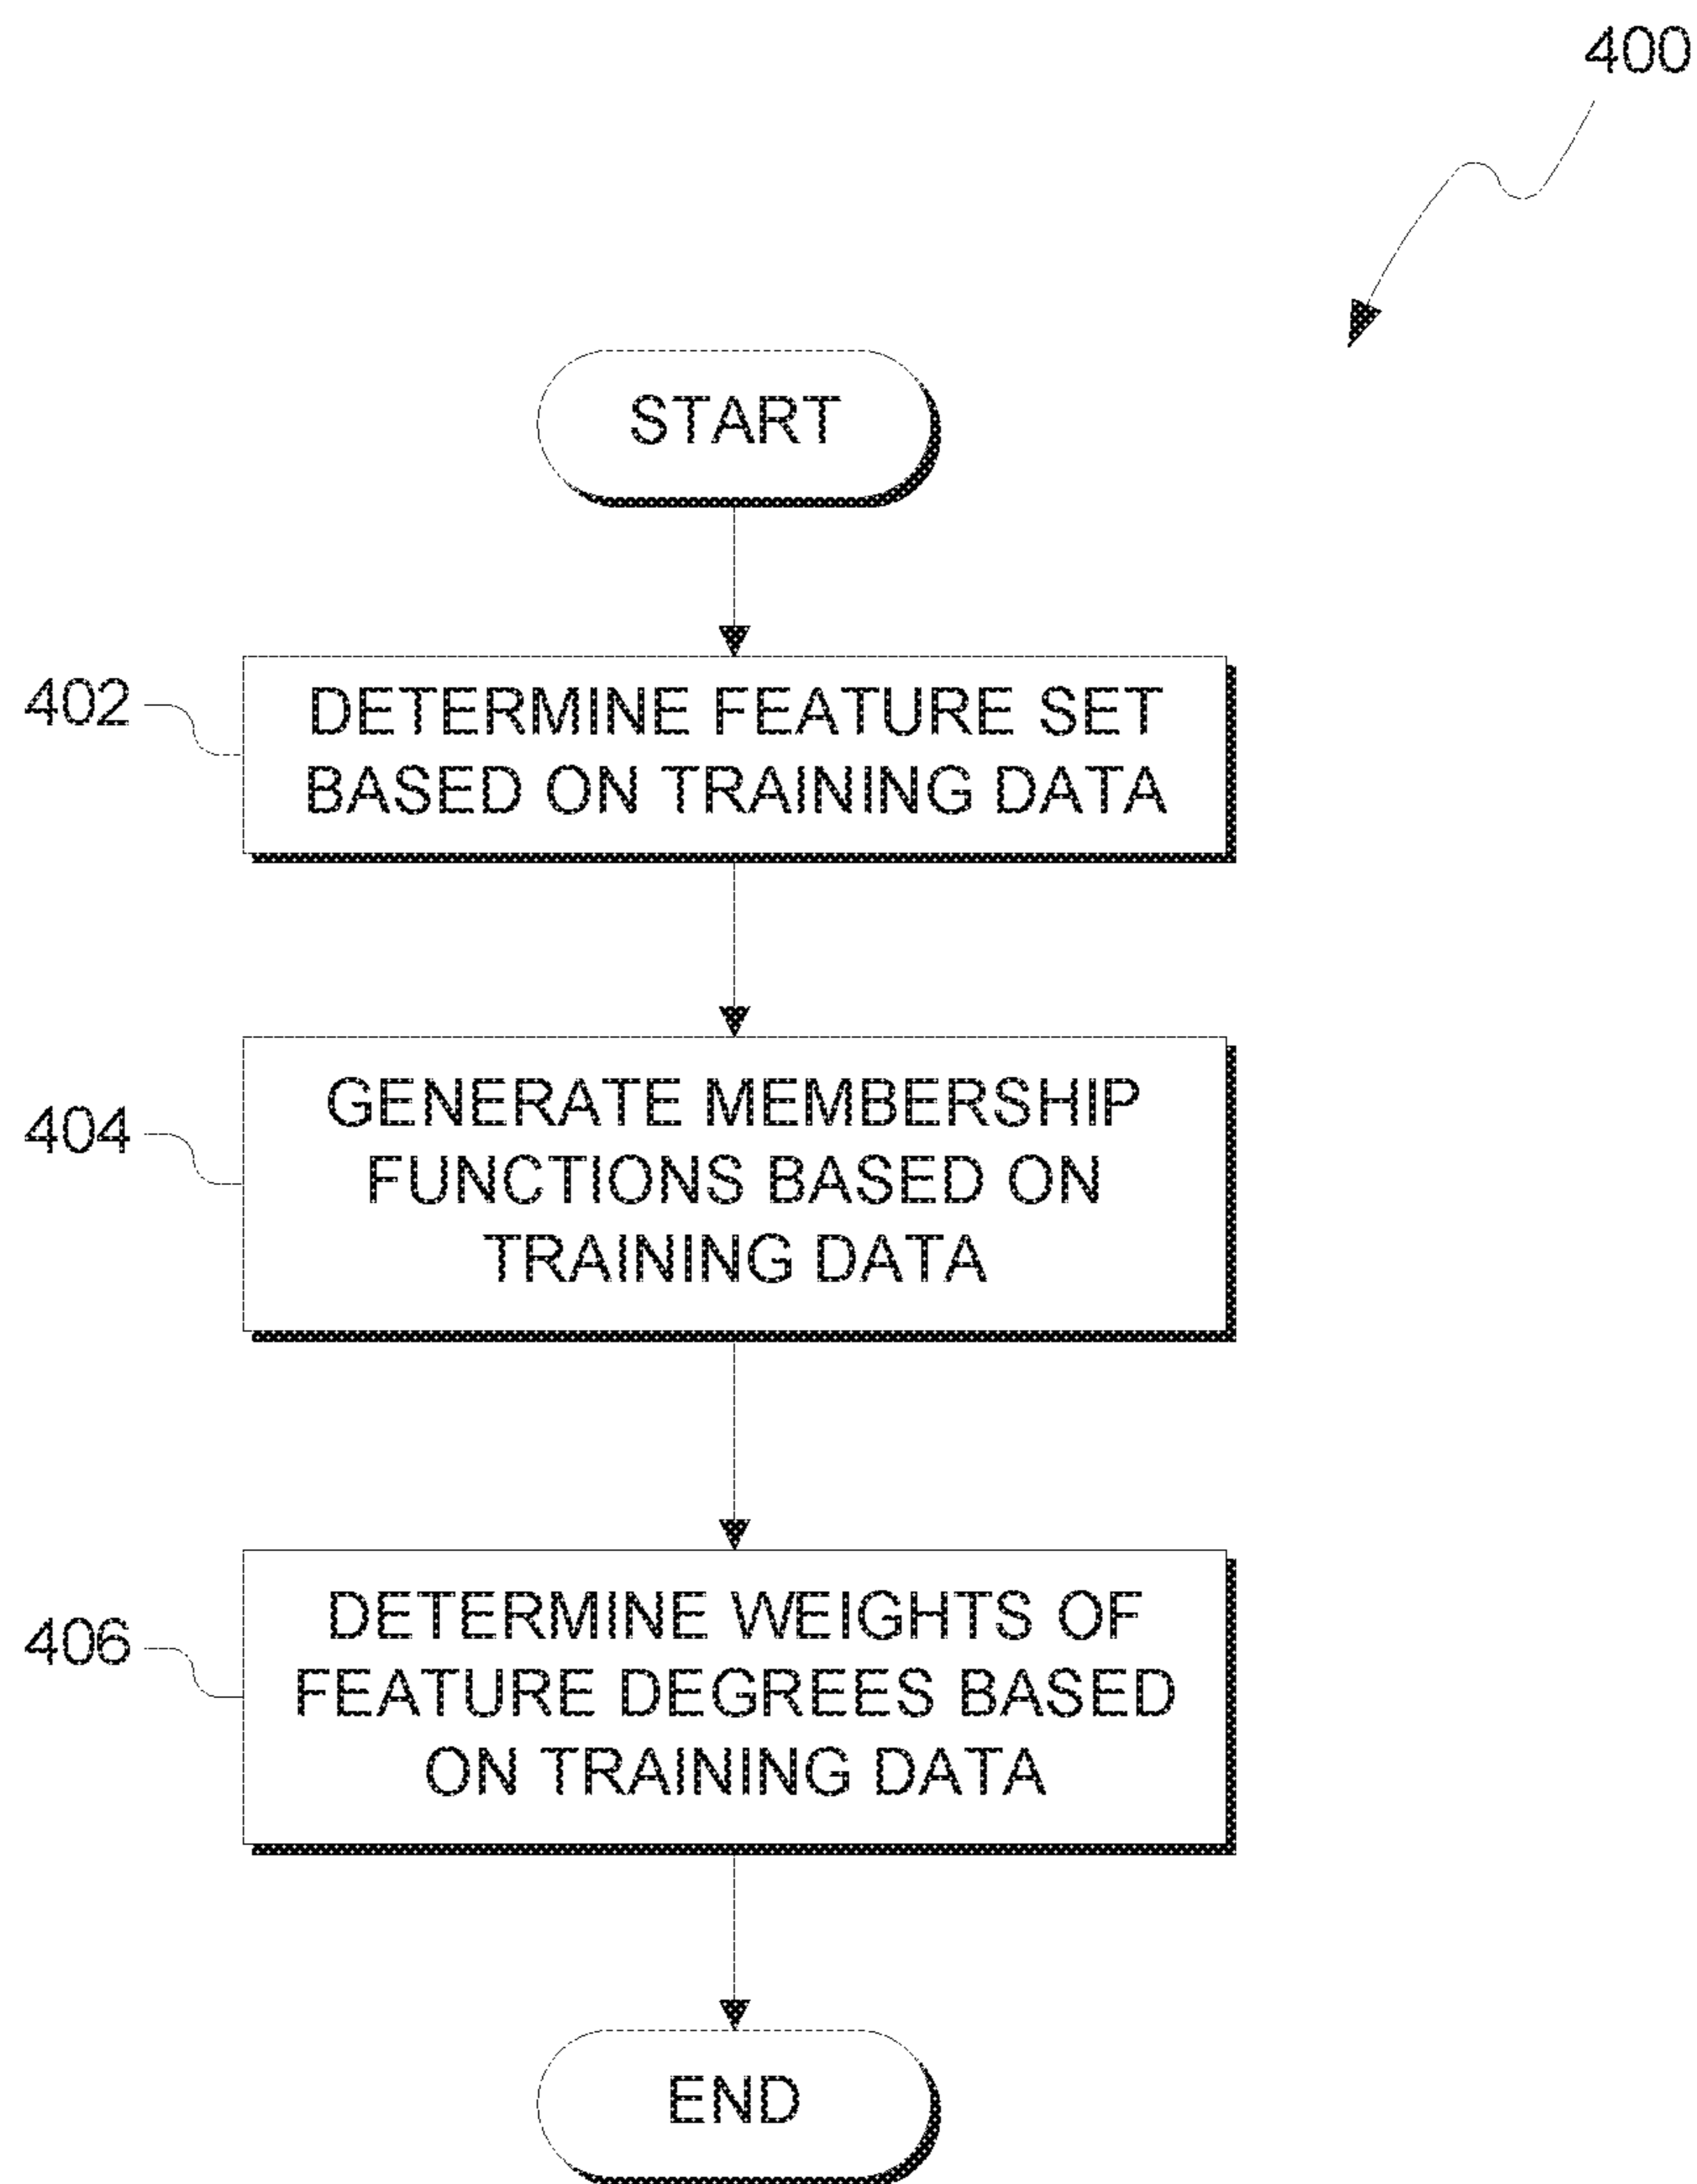 400
START
402
DETERMINE FEATURE SET
BASED ON TRAINING DATA
404
GENERATE MEMBERSHIP
FUNCTIONS BASED ON
TRAINING DATA
406
DETERMINE WEIGHTS OF
FEATURE DEGREES BASED
ON TRAINING DATA
END